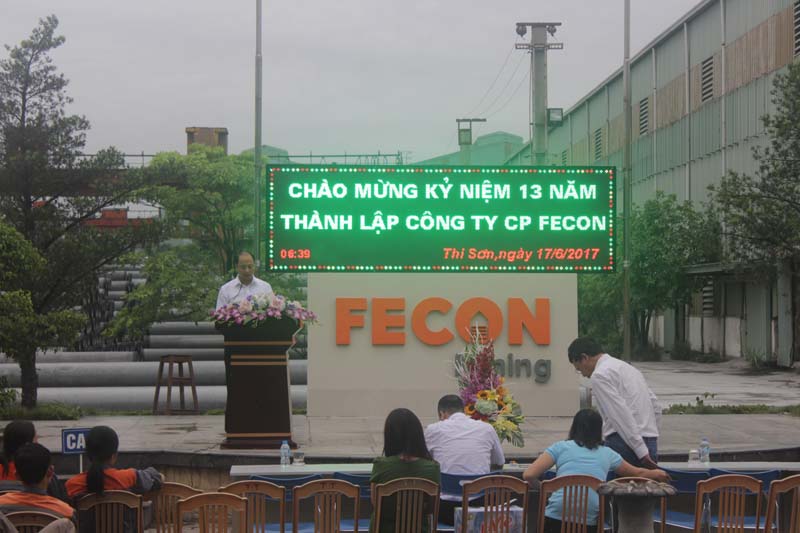 CHÀO MỪNG KỶ NIỆM 13 NĂM
THÀNH LẬP CÔNG TY CP FECON
06:39 Thi Sơn,ngày 17/6/2017
FECON
CA